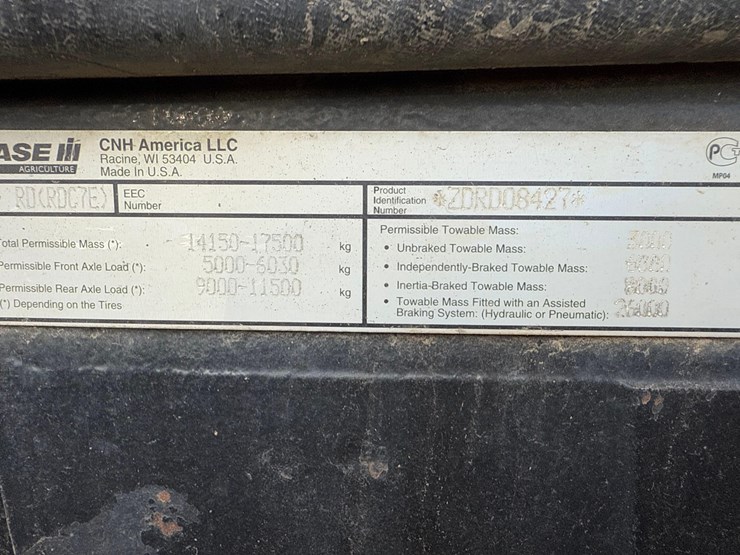 ASE IH
AGRICULTURE
CNH America LLC
Racine, WI 53404 U.S.A.
Made In U.S.A.
MP04
RD(RDC7E)
EEC
Number
Product
Identification
Number
*ZDRD08427*
otal Permissible Mass (*): 14150-17500 kg
Permissible Front Axle Load (*): 5000-6030 kg
Permissible Rear Axle Load (*): 9000-11500 kg
(*) Depending on the Tires
Permissible Towable Mass:
• Unbraked Towable Mass:
• Independently-Braked Towable Mass:
• Inertia-Braked Towable Mass:
• Towable Mass Fitted with an Assisted
Braking System: (Hydraulic or Pneumatic):